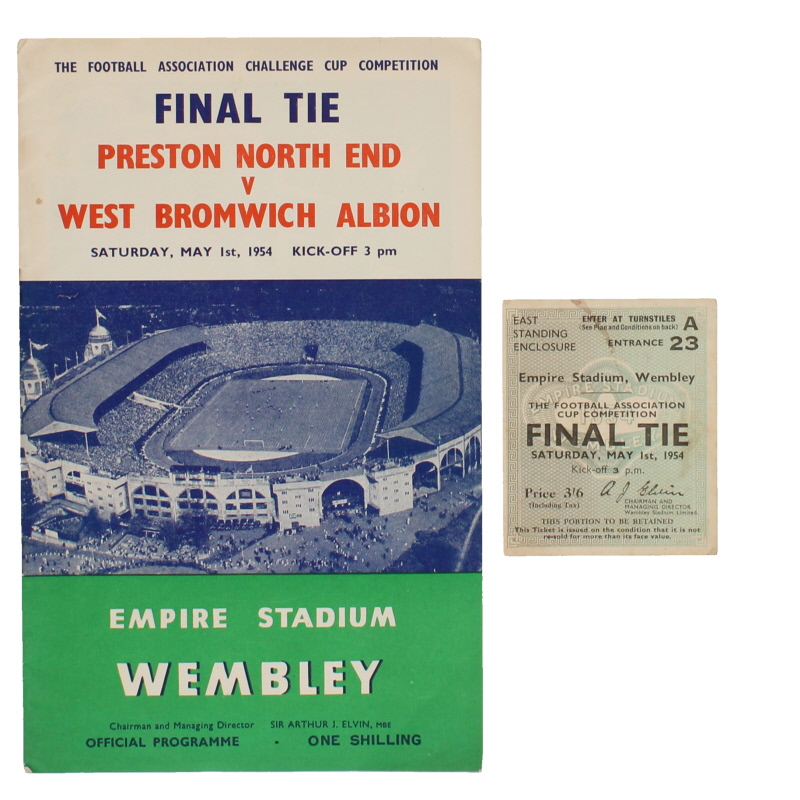 THE FOOTBALL ASSOCIATION CHALLENGE CUP COMPETITION
FINAL TIE
PRESTON NORTH END
V
WEST BROMWICH ALBION
SATURDAY, MAY 1st, 1954 KICK-OFF 3 pm
EMPIRE STADIUM
WEMBLEY
Chairman and Managing Director SIR ARTHUR J. ELVIN, MBE
OFFICIAL PROGRAMME · ONE SHILLING
EAST
STANDING
ENCLOSURE
ENTER AT TURNSTILES
(See Plan and Conditions on back)
A
ENTRANCE 23
Empire Stadium, Wembley
THE FOOTBALL ASSOCIATION
CUP COMPETITION
FINAL TIE
SATURDAY, MAY 1st, 1954
Kick-off 3 p.m.
Price 3/6
(Including Tax)
A J Elvin
CHAIRMAN AND
MANAGING DIRECTOR
Wembley Stadium Limited
THIS PORTION TO BE RETAINED
This Ticket is issued on the condition that it is not
re-sold for more than its face value.